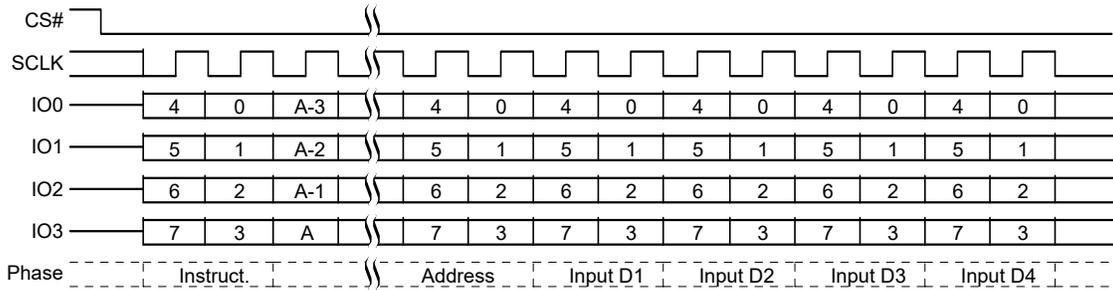 CS#
SCLK
IO0 4 0 A-3 4 0 4 0 4 0 4 0 4 0
IO1 5 1 A-2 5 1 5 1 5 1 5 1 5 1
IO2 6 2 A-1 6 2 6 2 6 2 6 2 6 2
IO3 7 3 A 7 3 7 3 7 3 7 3 7 3
Phase Instruct. Address Input D1 Input D2 Input D3 Input D4